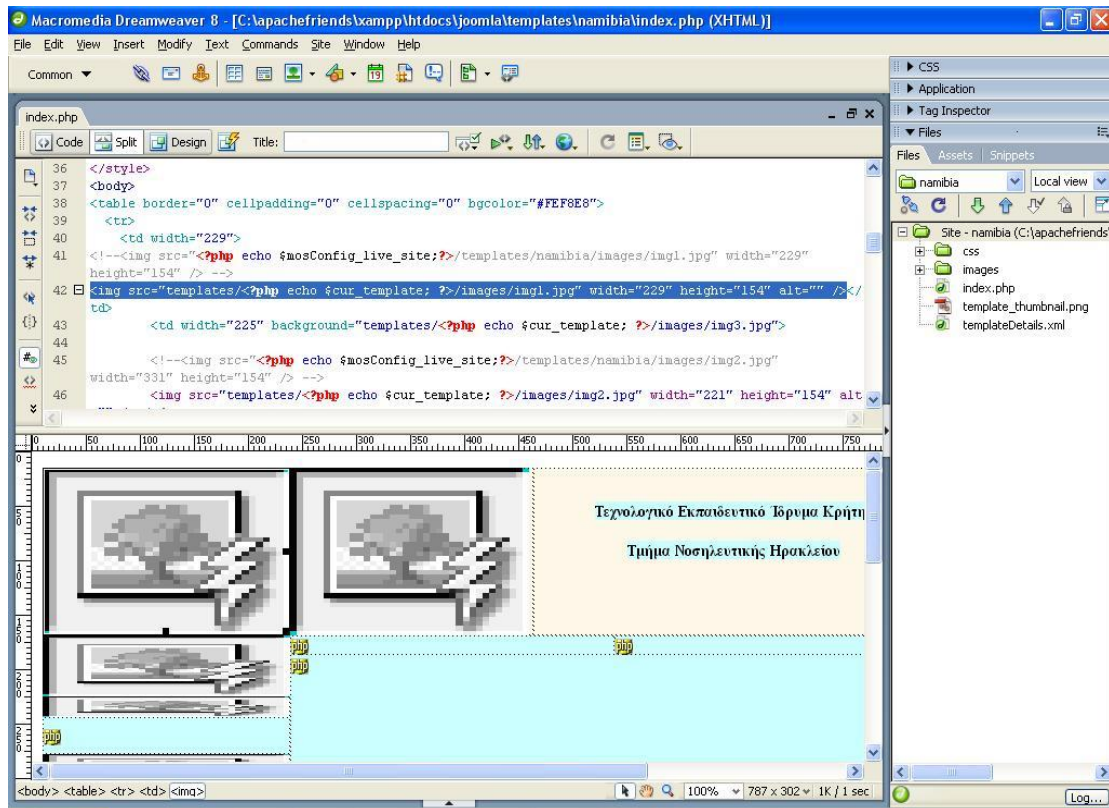 Macromedia Dreamweaver 8 - [C:\apachefriends\xampp\htdocs\joomla\templates\namibia\index.php (XHTML)]
File Edit View Insert Modify Text Commands Site Window Help
Common
index.php
Code Split Design Title:
36 </style>
37 <body>
38 <table border="0" cellpadding="0" cellspacing="0" bgcolor="#FEF8E8">
39 <tr>
40 <td width="229">
41 <!--<img src="<?php echo $mosConfig_live_site;?>/templates/namibia/images/img1.jpg" width="229"
height="154" /> -->
42 <img src="templates/<?php echo $cur_template; ?>/images/img1.jpg" width="229" height="154" alt="" /></
td>
43 <td width="225" background="templates/<?php echo $cur_template; ?>/images/img3.jpg">
44
45 <!--<img src="<?php echo $mosConfig_live_site;?>/templates/namibia/images/img2.jpg"
width="331" height="154" /> -->
46 <img src="templates/<?php echo $cur_template; ?>/images/img2.jpg" width="221" height="154" alt
0 50 100 150 200 250 300 350 400 450 500 550 600 650 700 750
0
50
100
150
200
250
Τεχνολογικό Εκπαιδευτικό Ίδρυμα Κρήτη
Τμήμα Νοσηλευτικής Ηρακλείου
php php
php
php
<body> <table> <tr> <td> <img>
100% 787 x 302 1K / 1 sec
CSS
Application
Tag Inspector
Files
Files Assets Snippets
namibia Local view
Site - namibia (C:\apachefriends\
css
images
index.php
template_thumbnail.png
templateDetails.xml
Log...